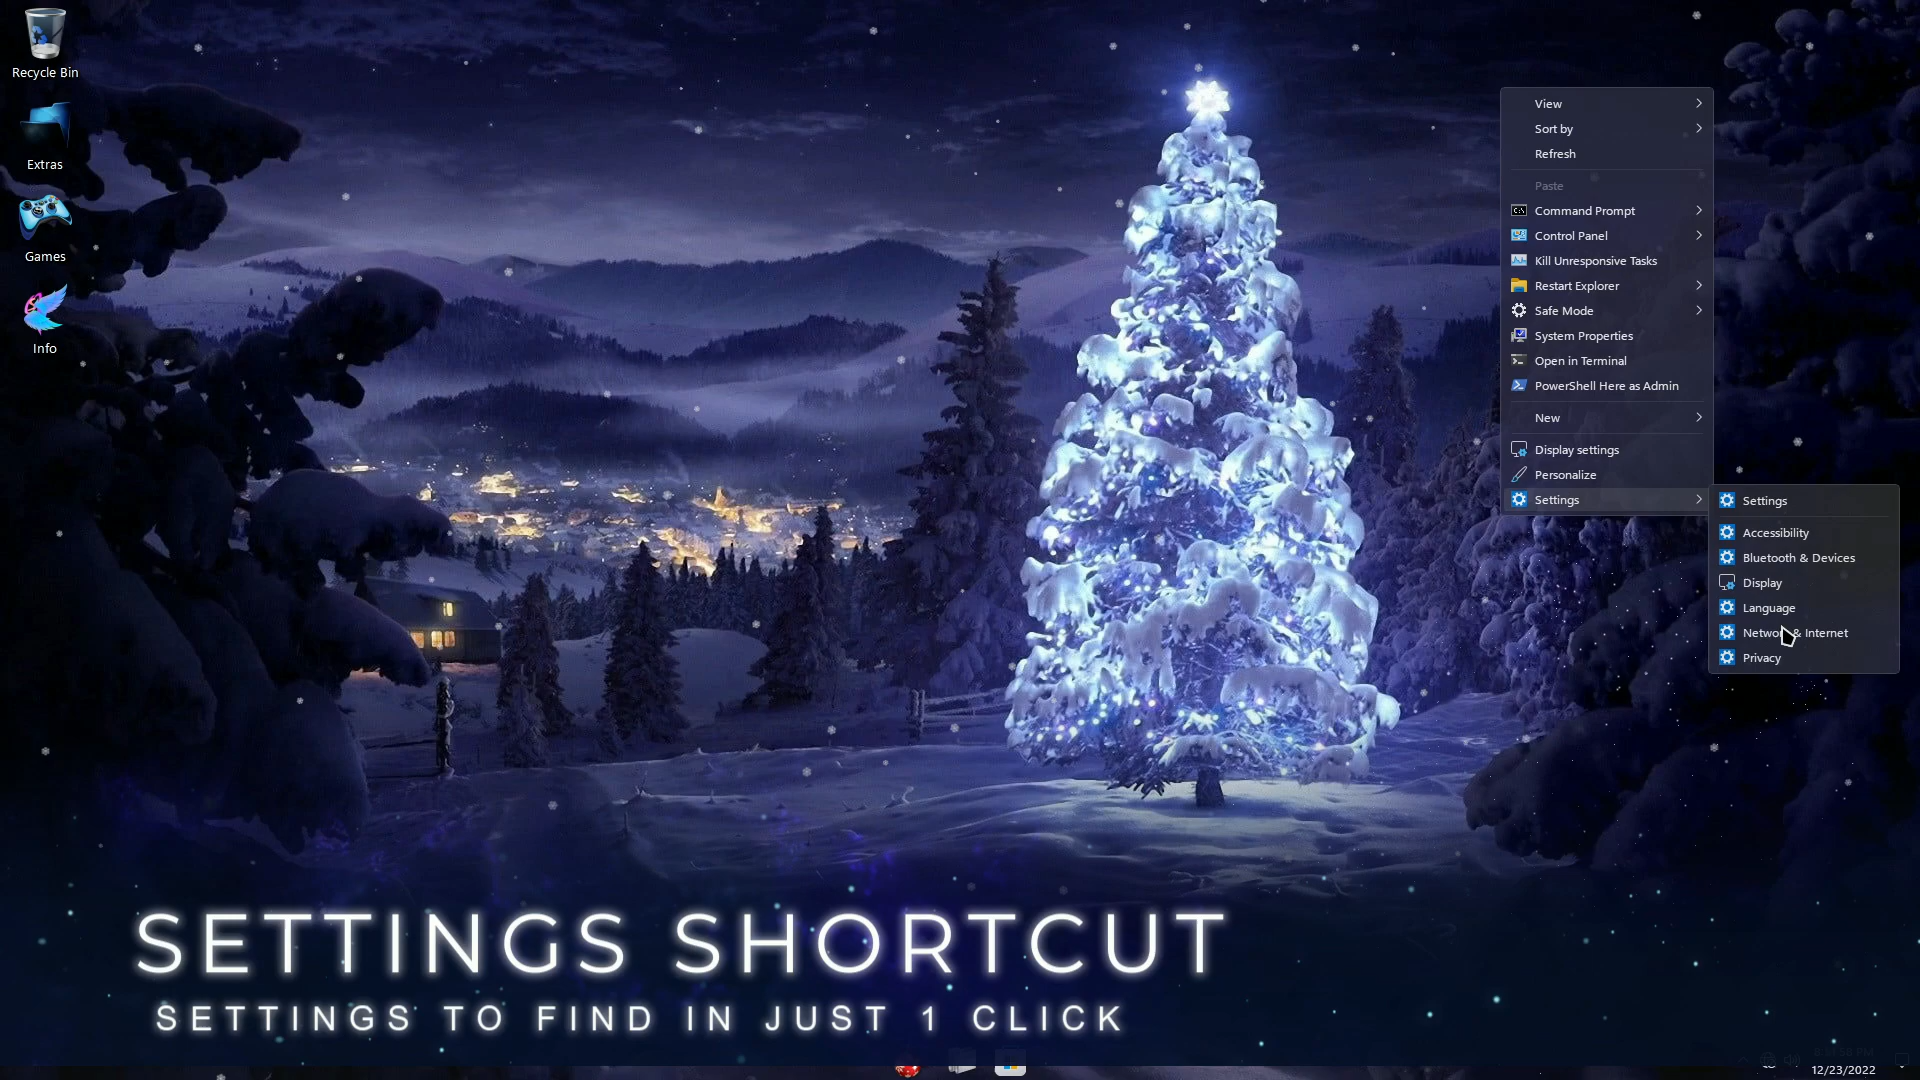 Recycle Bin
Extras
Games
Info
View
Sort by
Refresh
Paste
Command Prompt
Control Panel
Kill Unresponsive Tasks
Restart Explorer
Safe Mode
System Properties
Open in Terminal
PowerShell Here as Admin
New
Display settings
Personalize
Settings
Settings
Accessibility
Bluetooth & Devices
Display
Language
Network & Internet
Privacy
SETTINGS SHORTCUT
SETTINGS TO FIND IN JUST 1 CLICK
12/23/2022